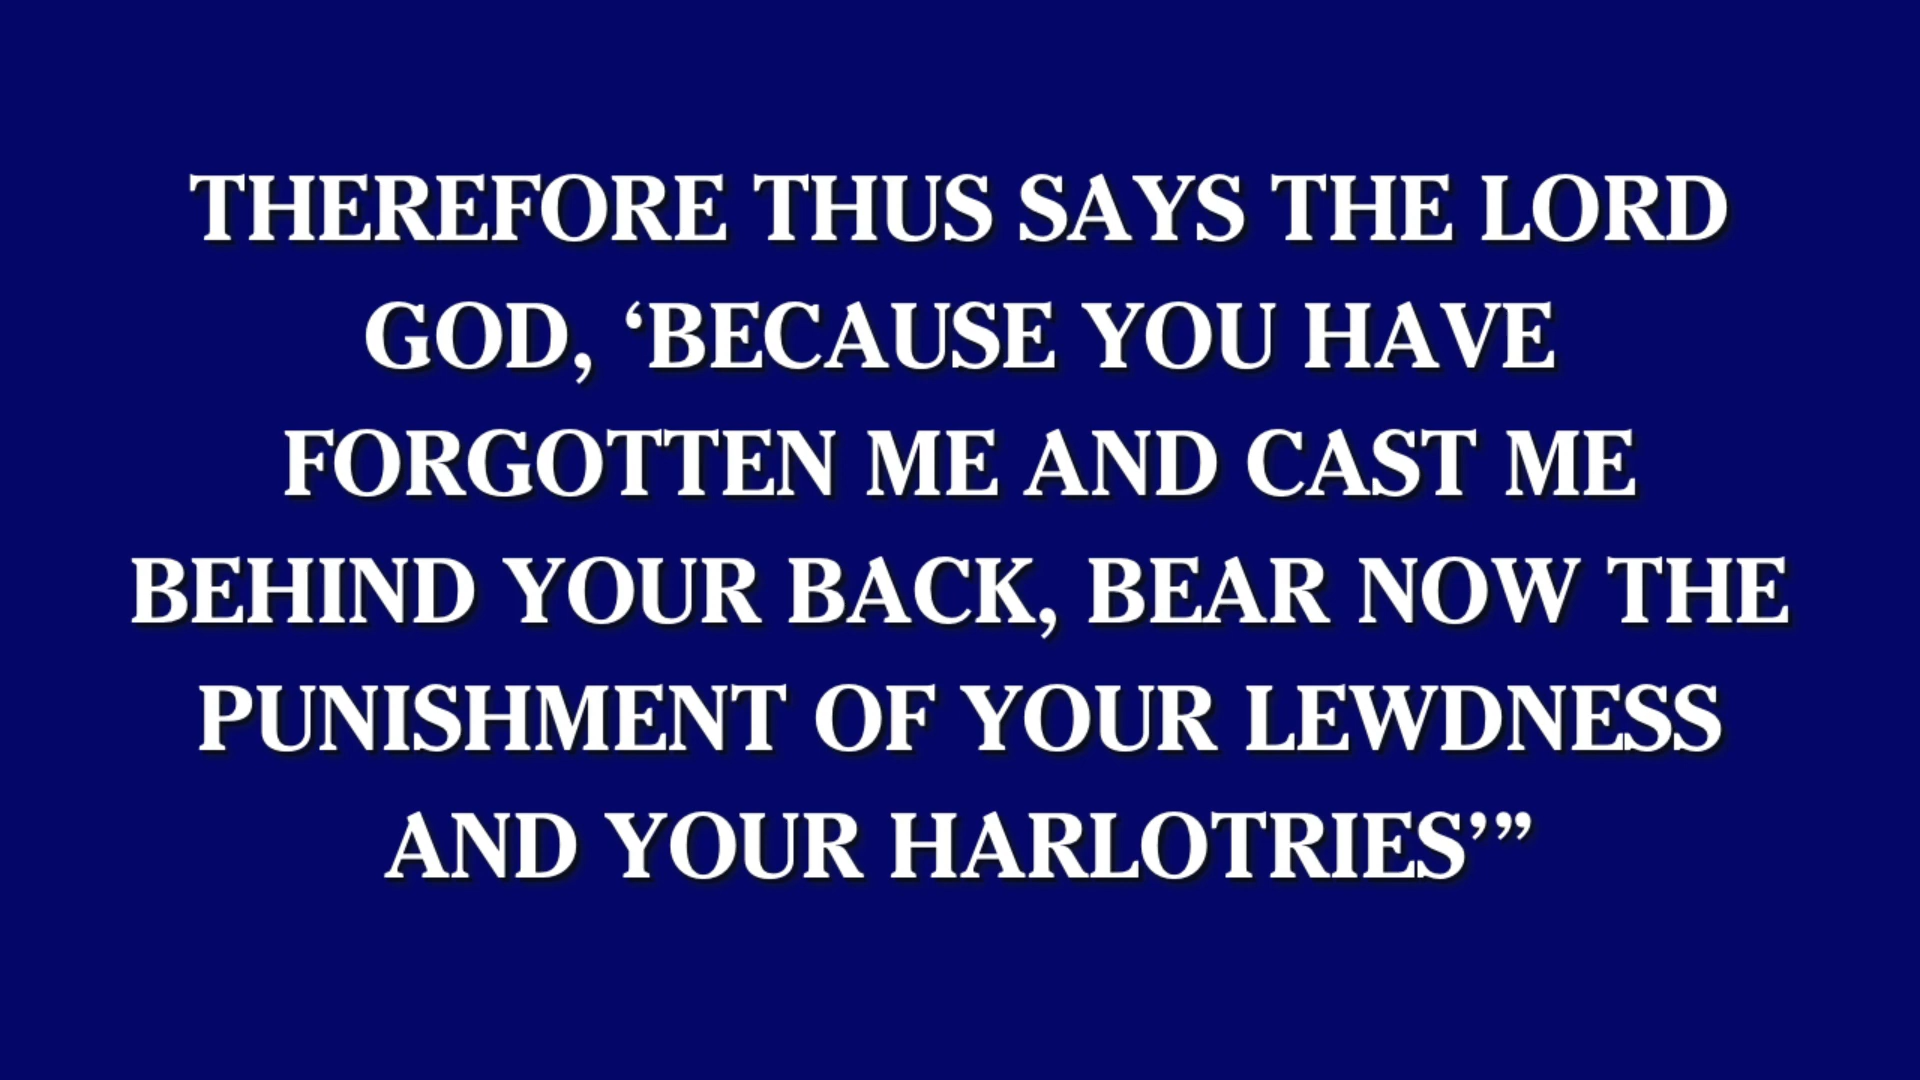 THEREFORE THUS SAYS THE LORD
GOD, ‘BECAUSE YOU HAVE
FORGOTTEN ME AND CAST ME
BEHIND YOUR BACK, BEAR NOW THE
PUNISHMENT OF YOUR LEWDNESS
AND YOUR HARLOTRIES’”